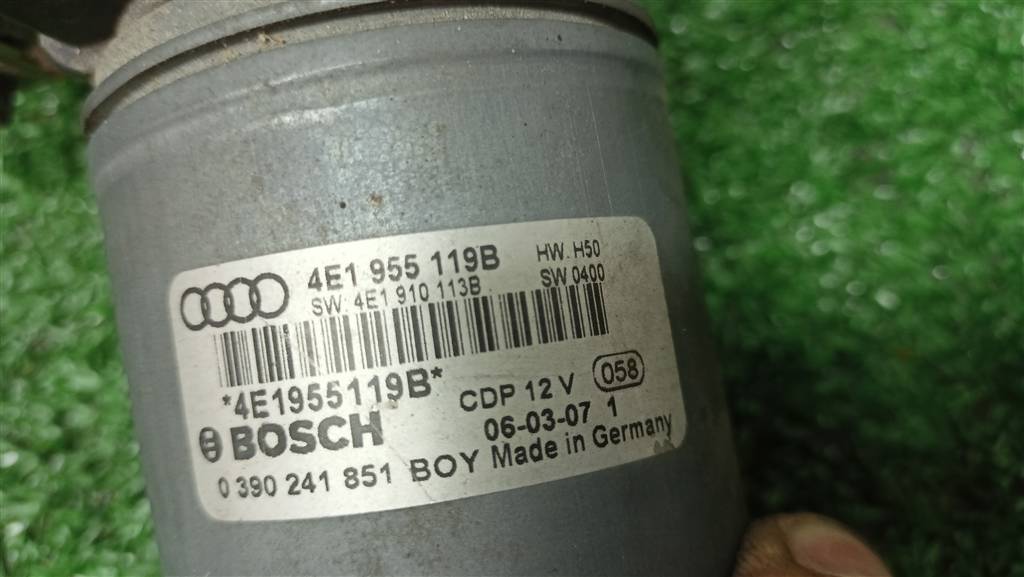 4E1 955 119B HW. H50
SW: 4E1 910 113B SW 0400
*4E1955119B* CDP 12 V 058
BOSCH 06-03-07 1
0 390 241 851 BOY Made in Germany